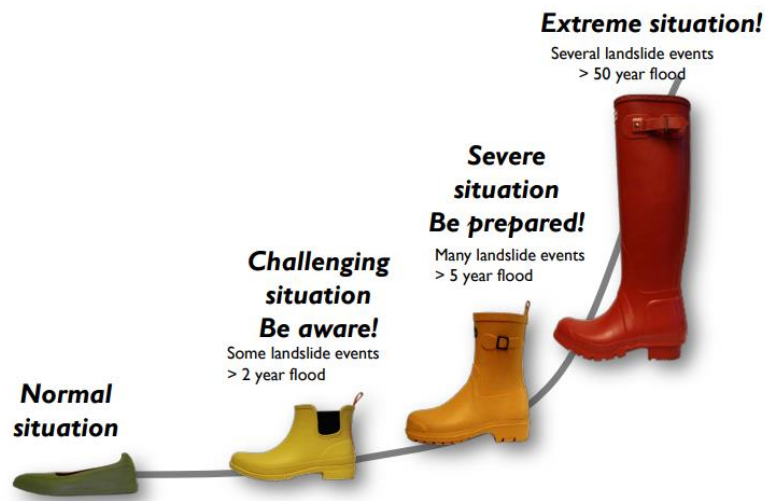 Extreme situation!
Several landslide events
> 50 year flood
Severe
situation
Be prepared!
Many landslide events
> 5 year flood
Challenging
situation
Be aware!
Some landslide events
> 2 year flood
Normal
situation